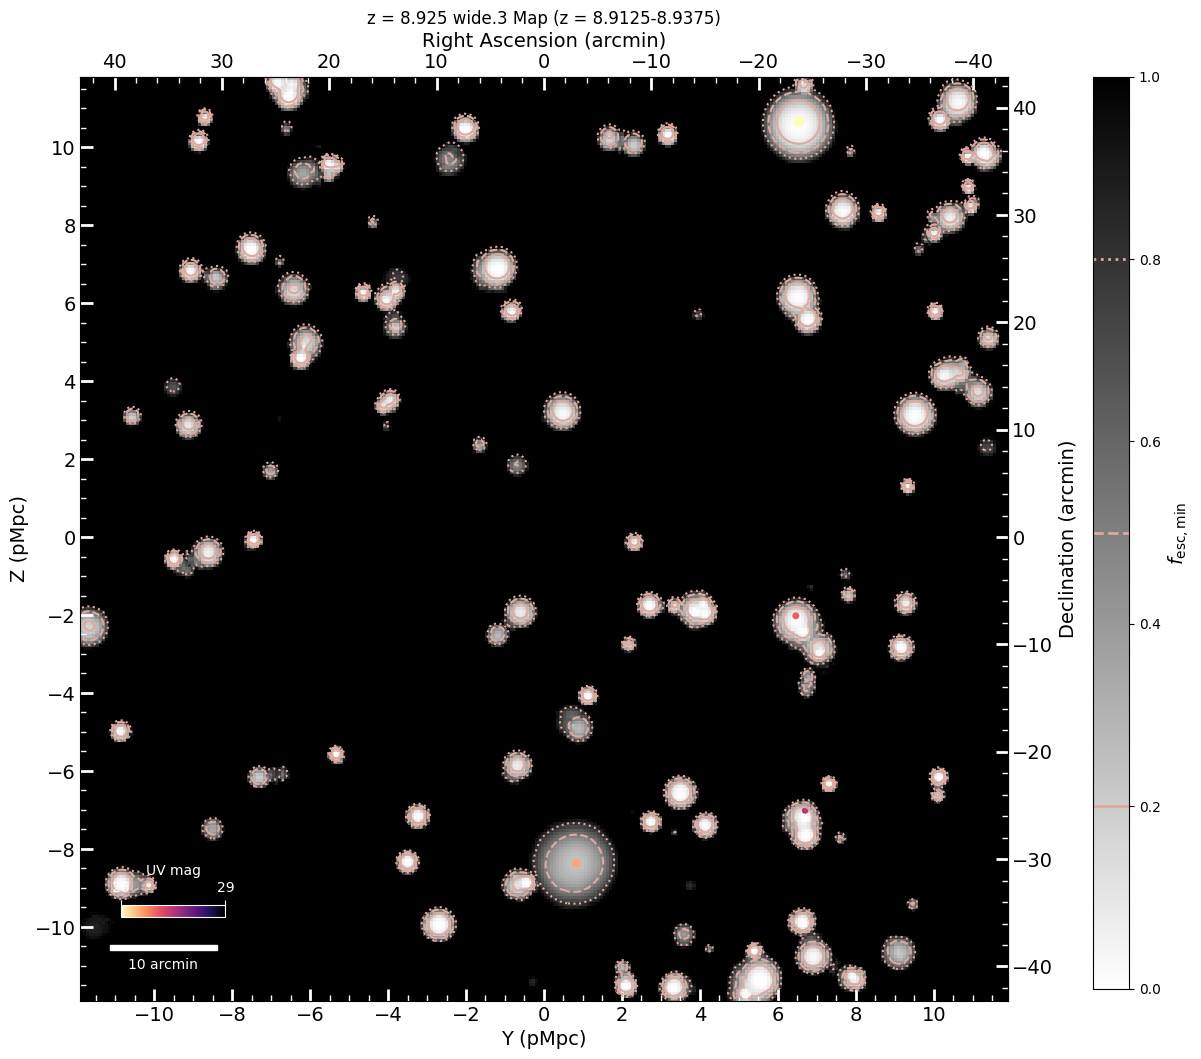 z = 8.925 wide.3 Map (z = 8.9125-8.9375)
Right Ascension (arcmin)
40 30 20 10 0 −10 −20 −30 −40
10
8
6
4
2
0
−2
−4
−6
−8
−10
Z (pMpc)
40
30
20
10
0
−10
−20
−30
−40
Declination (arcmin)
1.0
0.8
0.6
0.4
0.2
0.0
fesc,min
UV mag
29
10 arcmin
−10 −8 −6 −4 −2 0 2 4 6 8 10
Y (pMpc)